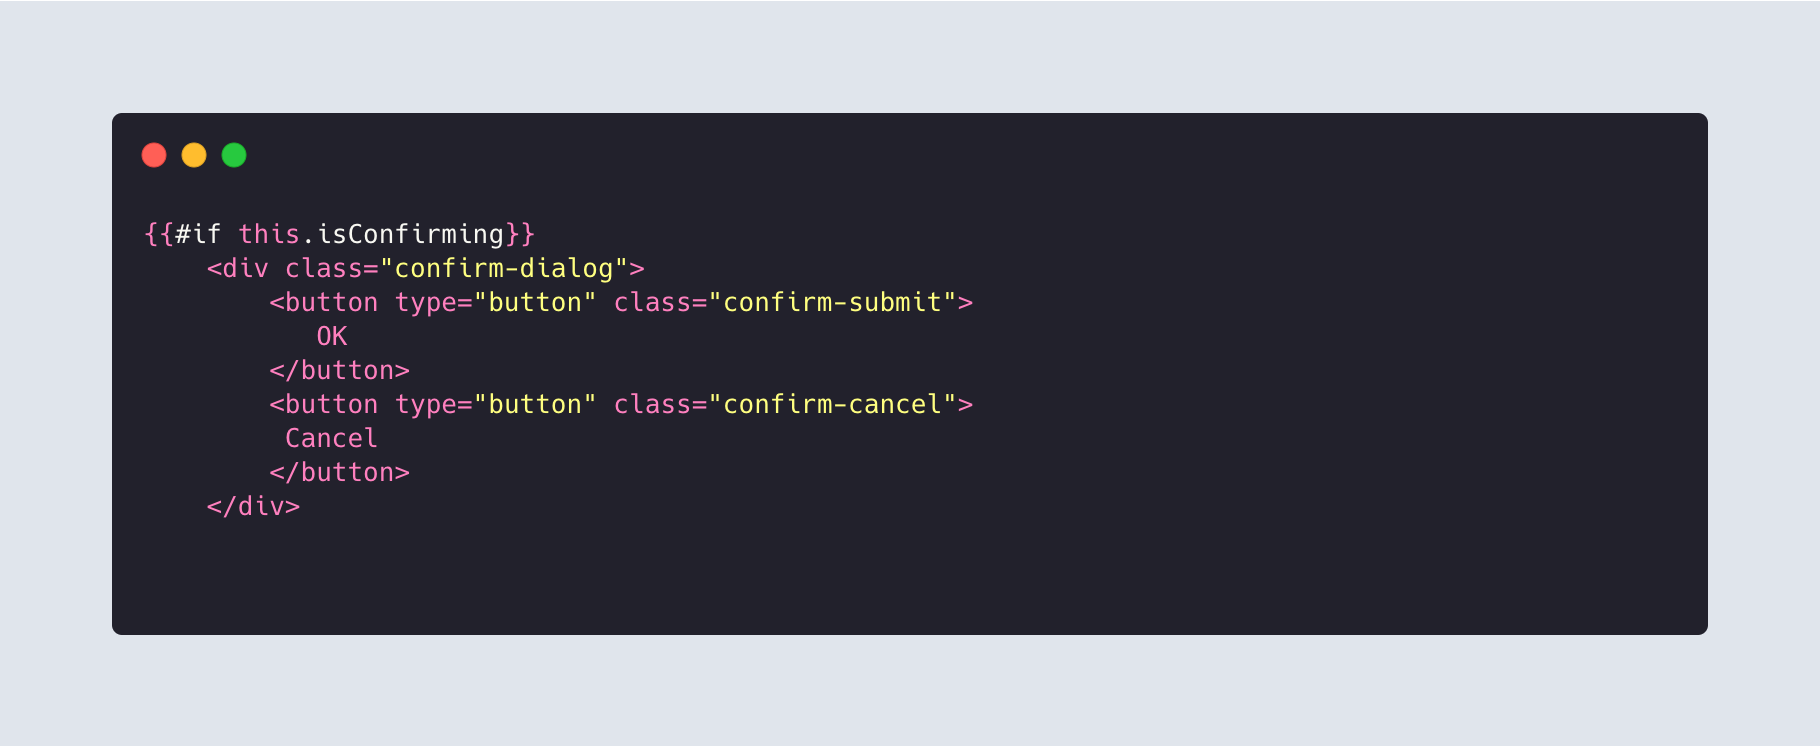 {{#if this.isConfirming}}
    <div class="confirm-dialog">
        <button type="button" class="confirm-submit">
           OK
        </button>
        <button type="button" class="confirm-cancel">
         Cancel
        </button>
    </div>